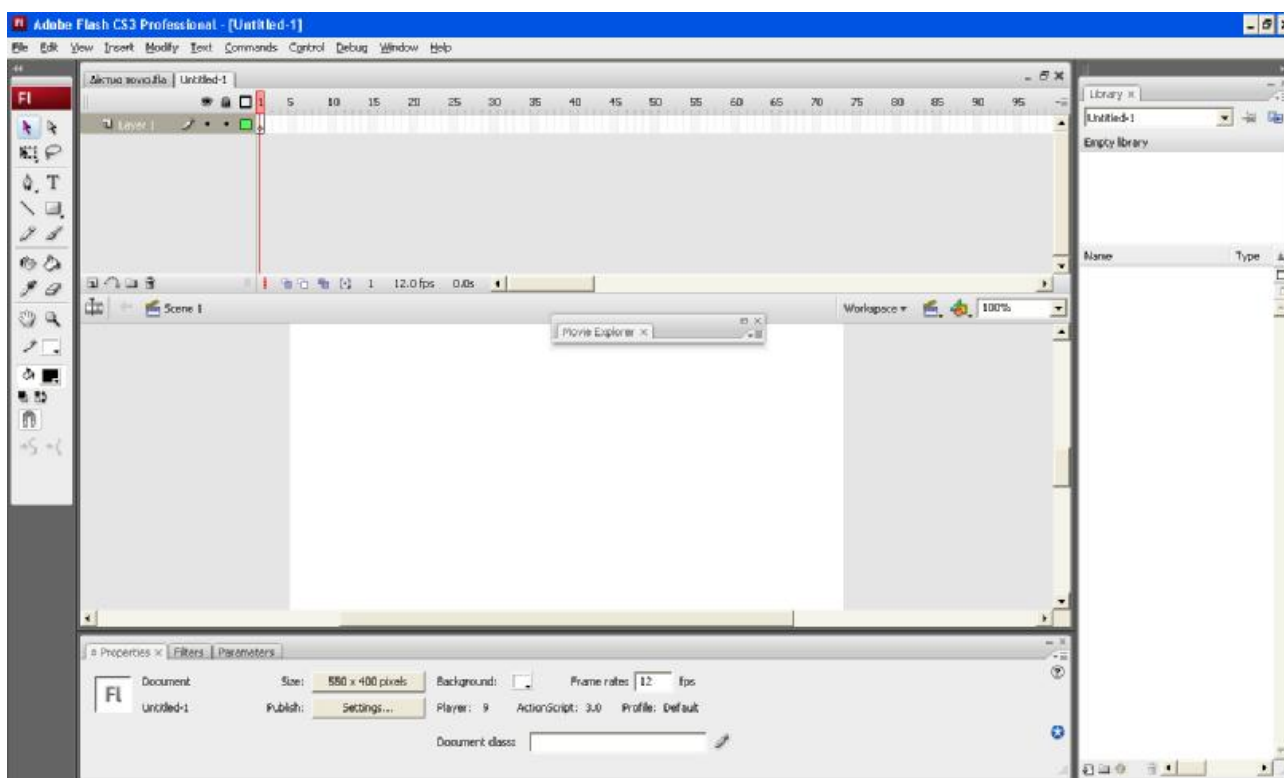 Adobe Flash CS3 Professional - [Untitled-1]
File Edit View Insert Modify Text Commands Control Debug Window Help
Untitled-1
1 5 10 15 20 25 30 35 40 45 50 55 60 65 70 75 80 85 90 95
Layer 1
1 12.0 fps 0.0s
Scene 1
Workspace
100%
Movie Explorer
Fl
Library
Untitled-1
Empty library
Name Type
Properties Filters Parameters
Fl
Document Size: 550 x 400 pixels Background: Frame rate: 12 fps
Untitled-1 Publish: Settings... Player: 9 ActionScript: 3.0 Profile: Default
Document class: